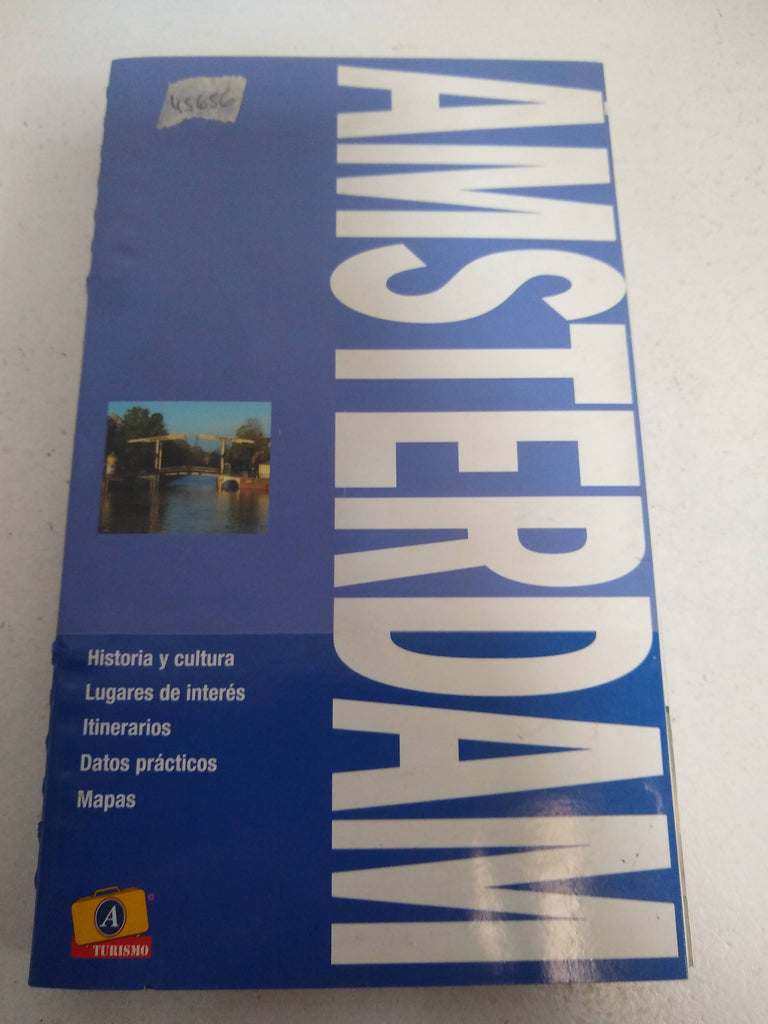 45656
AMSTERDAM
Historia y cultura
Lugares de interés
Itinerarios
Datos prácticos
Mapas
A
TURISMO